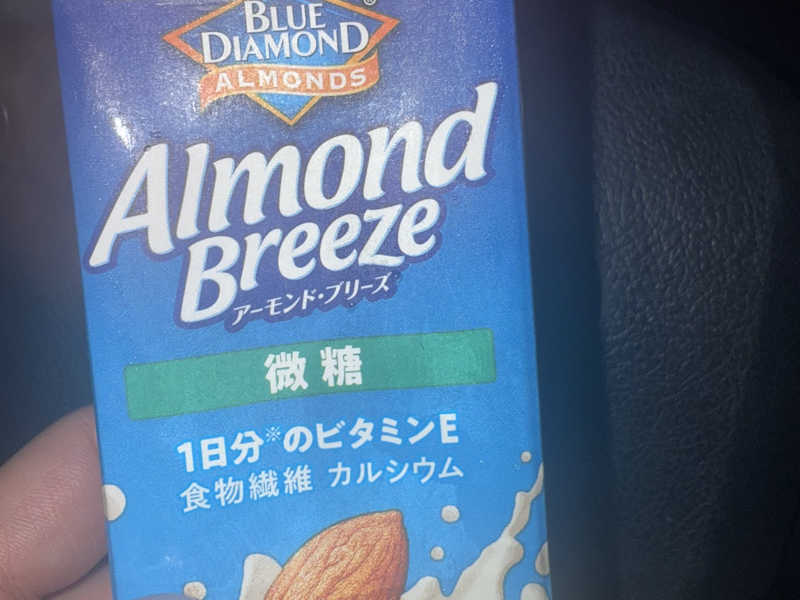 BLUE
DIAMOND
ALMONDS
®
Almond
Breeze
アーモンド・ブリーズ
微糖
1日分※のビタミンE
食物繊維 カルシウム